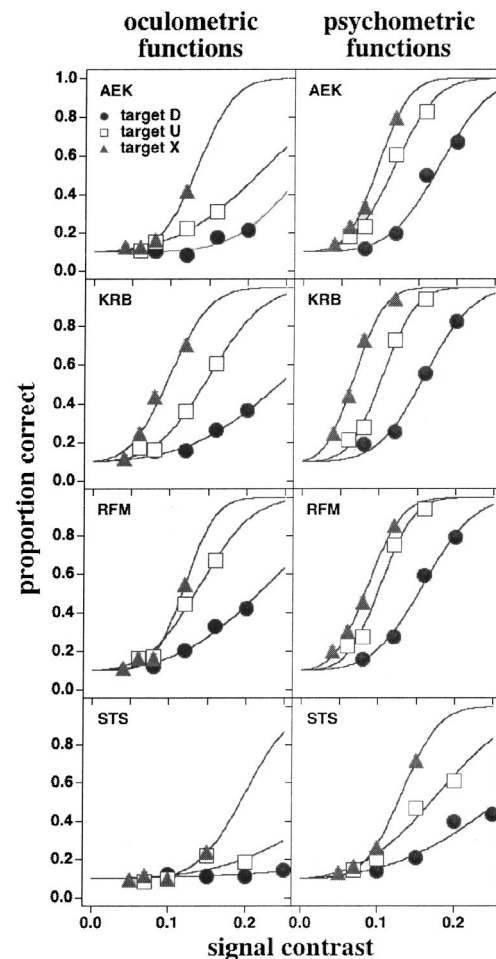 oculometric functions
psychometric functions
proportion correct
1.0
0.8
0.6
0.4
0.2
0.0
AEK
target D
target U
target X
AEK
0.8
0.6
0.4
0.2
0.0
KRB
KRB
0.8
0.6
0.4
0.2
0.0
RFM
RFM
0.8
0.6
0.4
0.2
0.0
STS
STS
0.0
0.1
0.2
0.0
0.1
0.2
signal contrast